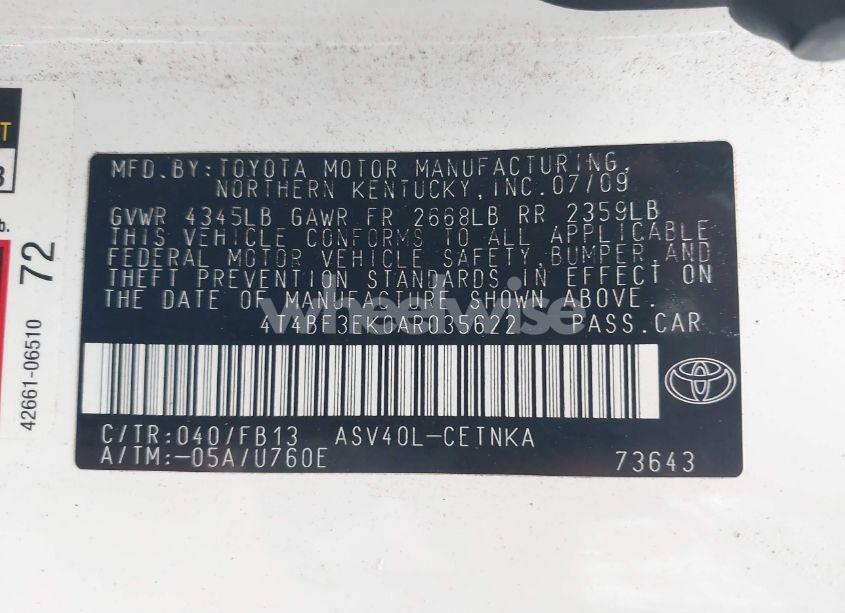 MFD. BY: TOYOTA MOTOR MANUFACTURING,
NORTHERN KENTUCKY, INC. 07/09
GVWR 4345LB GAWR FR 2668LB RR 2359LB
THIS VEHICLE CONFORMS TO ALL APPLICABLE
FEDERAL MOTOR VEHICLE SAFETY, BUMPER, AND
THEFT PREVENTION STANDARDS IN EFFECT ON
THE DATE OF MANUFACTURE SHOWN ABOVE.
PASS. CAR
C/TR: 040/FB13 ASV40L-CETNKA
A/TM: -05A/U760E 73643
42661-06510 72
wheelwise